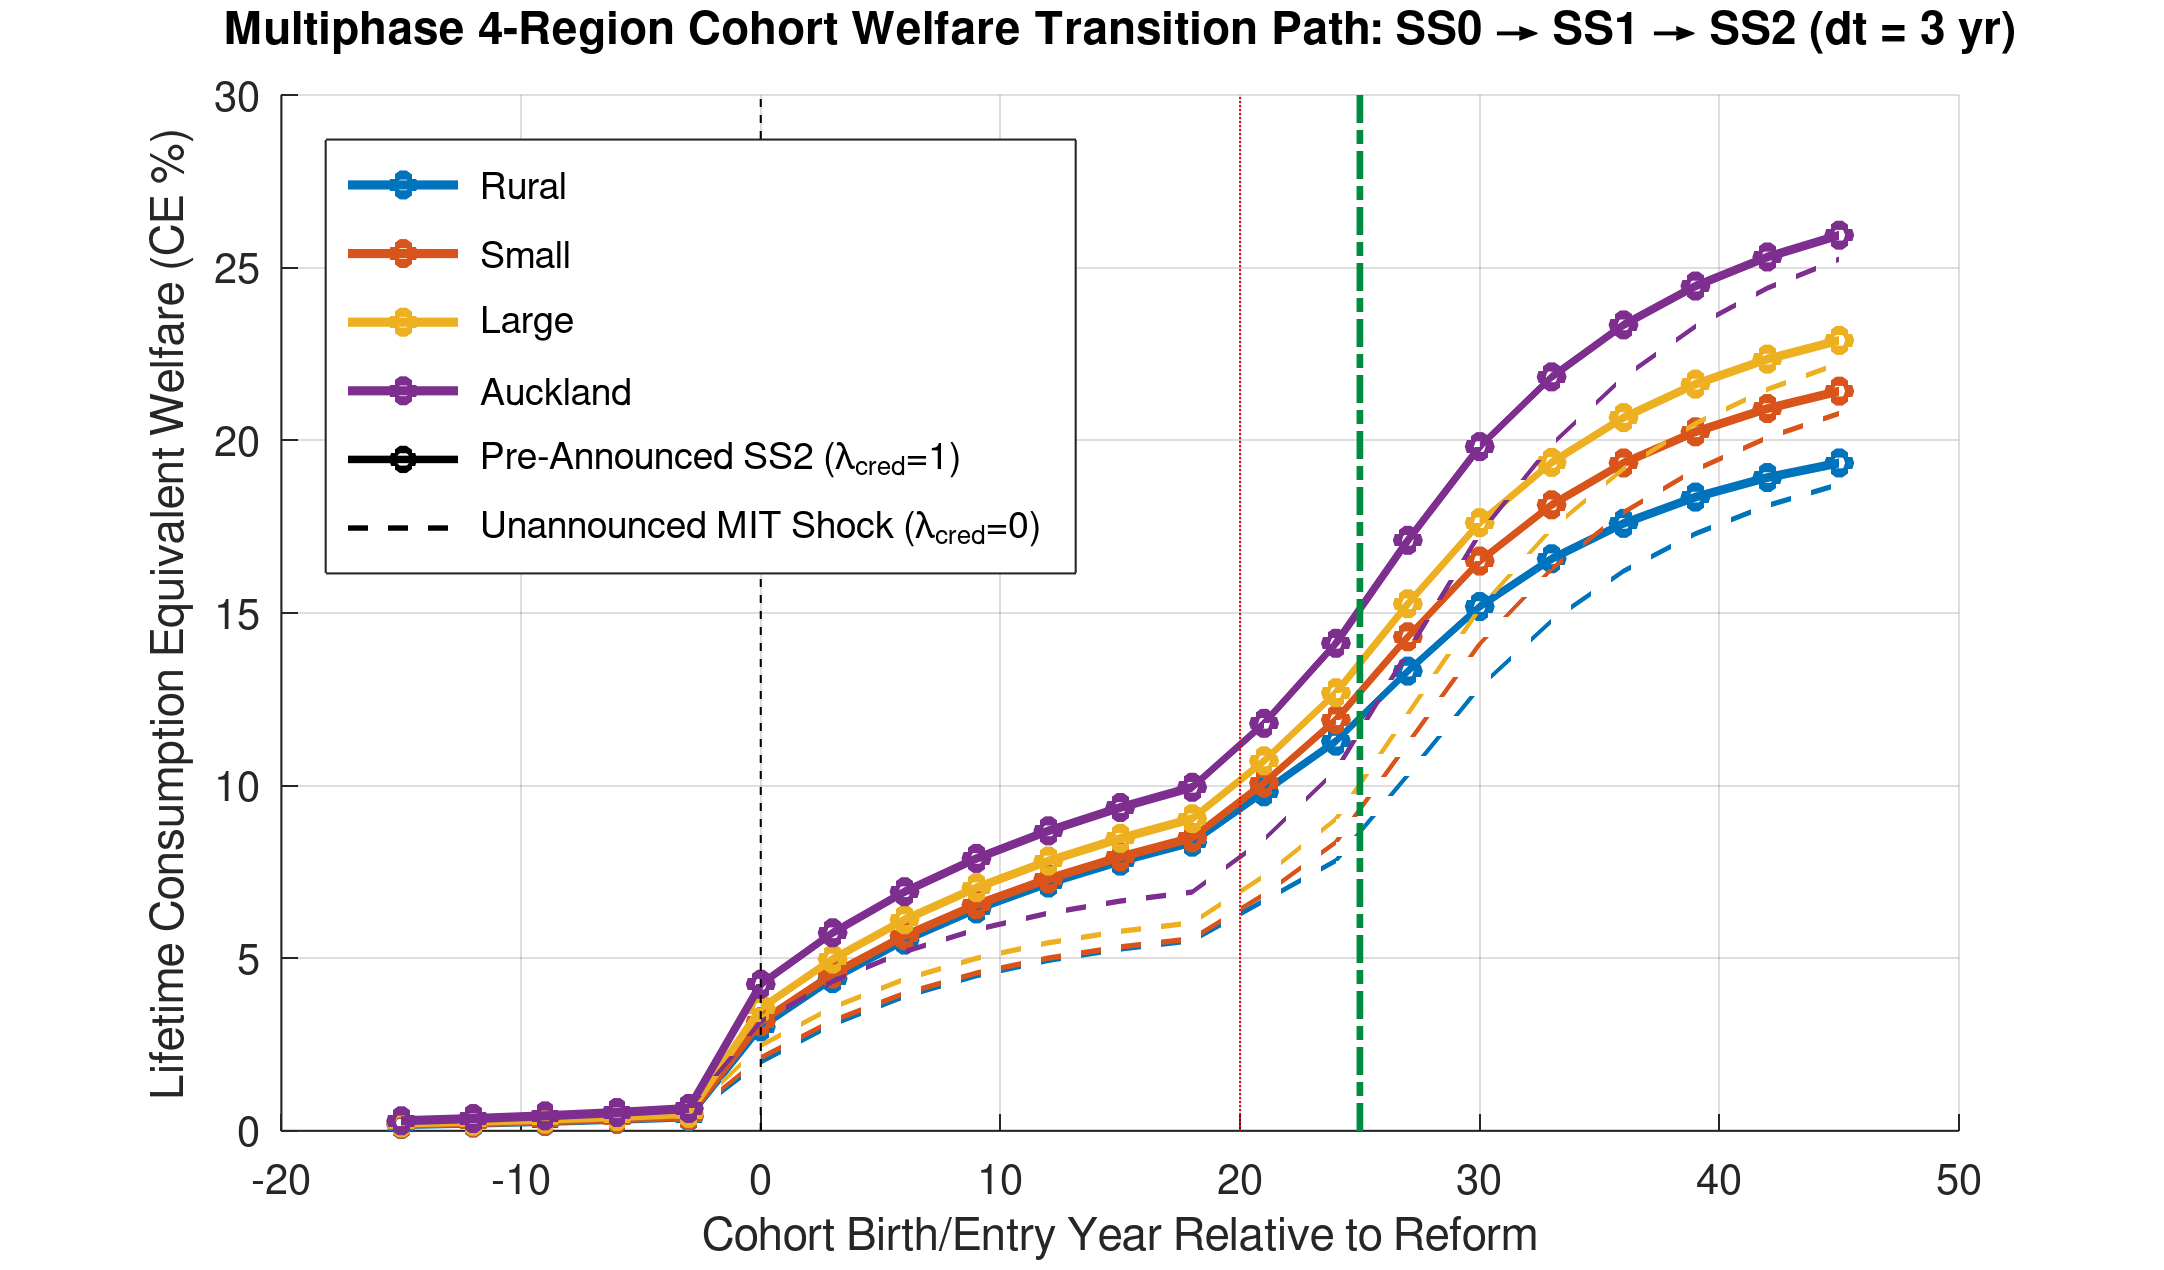 Multiphase 4-Region Cohort Welfare Transition Path: SS0 → SS1 → SS2 (dt = 3 yr)
Lifetime Consumption Equivalent Welfare (CE %)
30
25
20
15
10
5
0
Rural
Small
Large
Auckland
Pre-Announced SS2 (λcred=1)
Unannounced MIT Shock (λcred=0)
-20 -10 0 10 20 30 40 50
Cohort Birth/Entry Year Relative to Reform